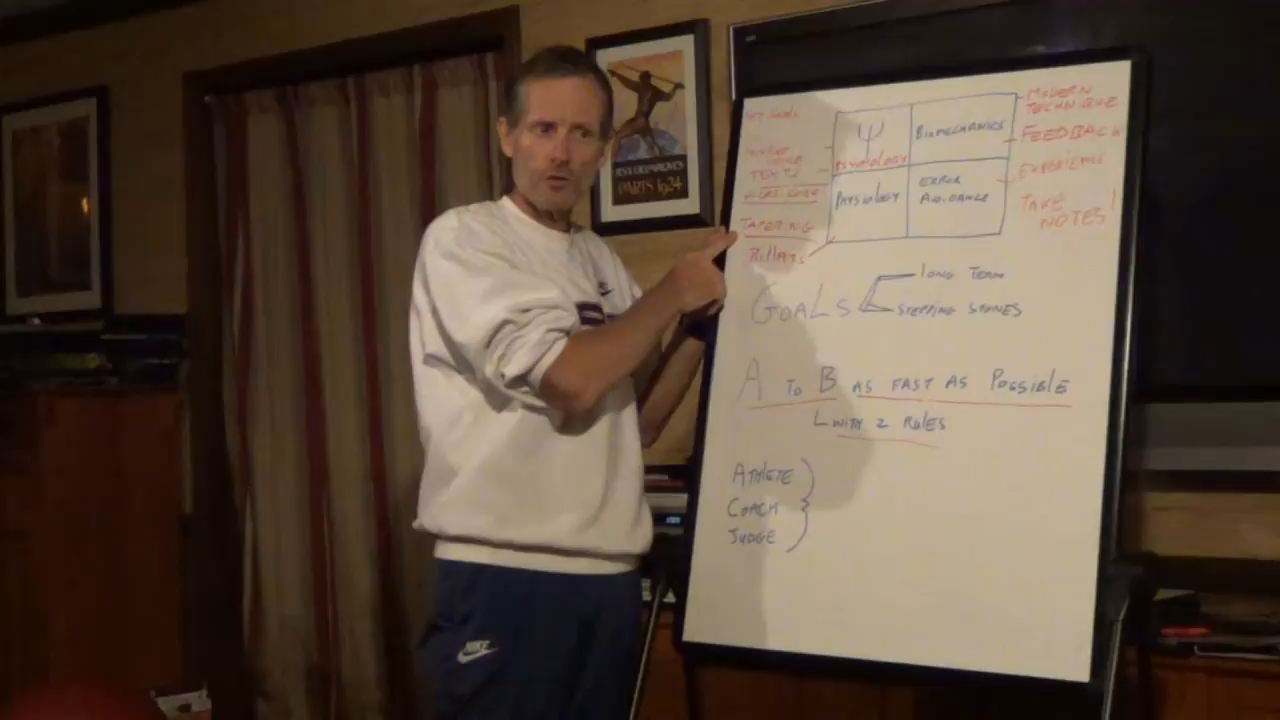 MODERN
TECHNIQUE
FEEDBACK
EXPERIENCE
TAKE
NOTES!
Ψ
PSYCHOLOGY
BIOMECHANICS
PHYSIOLOGY
ERROR
AVOIDANCE
TAPERING
GOALS
LONG TERM
STEPPING STONES
A TO B AS FAST AS POSSIBLE
WITH 2 RULES
ATHLETE
COACH
JUDGE
PARIS 1924
NIKE